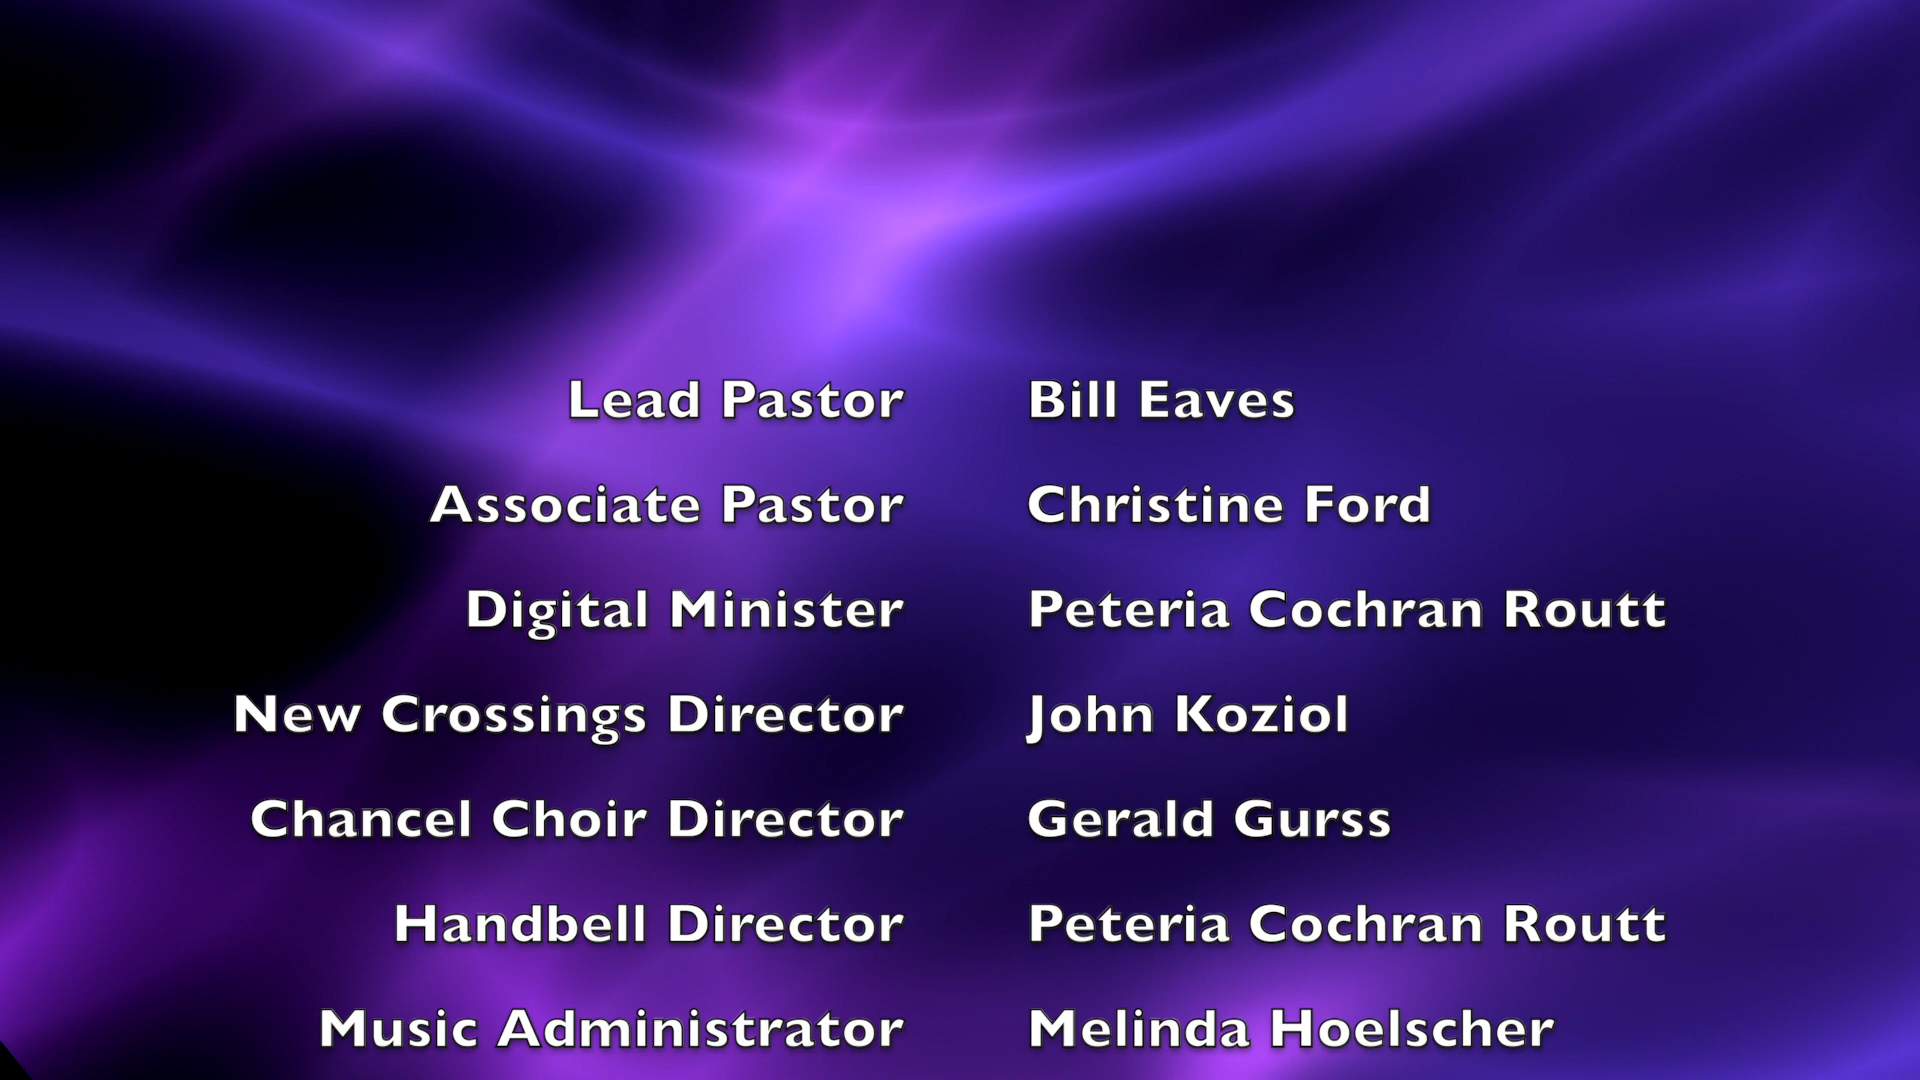 Lead Pastor Bill Eaves
Associate Pastor Christine Ford
Digital Minister Peteria Cochran Routt
New Crossings Director John Koziol
Chancel Choir Director Gerald Gurss
Handbell Director Peteria Cochran Routt
Music Administrator Melinda Hoelscher